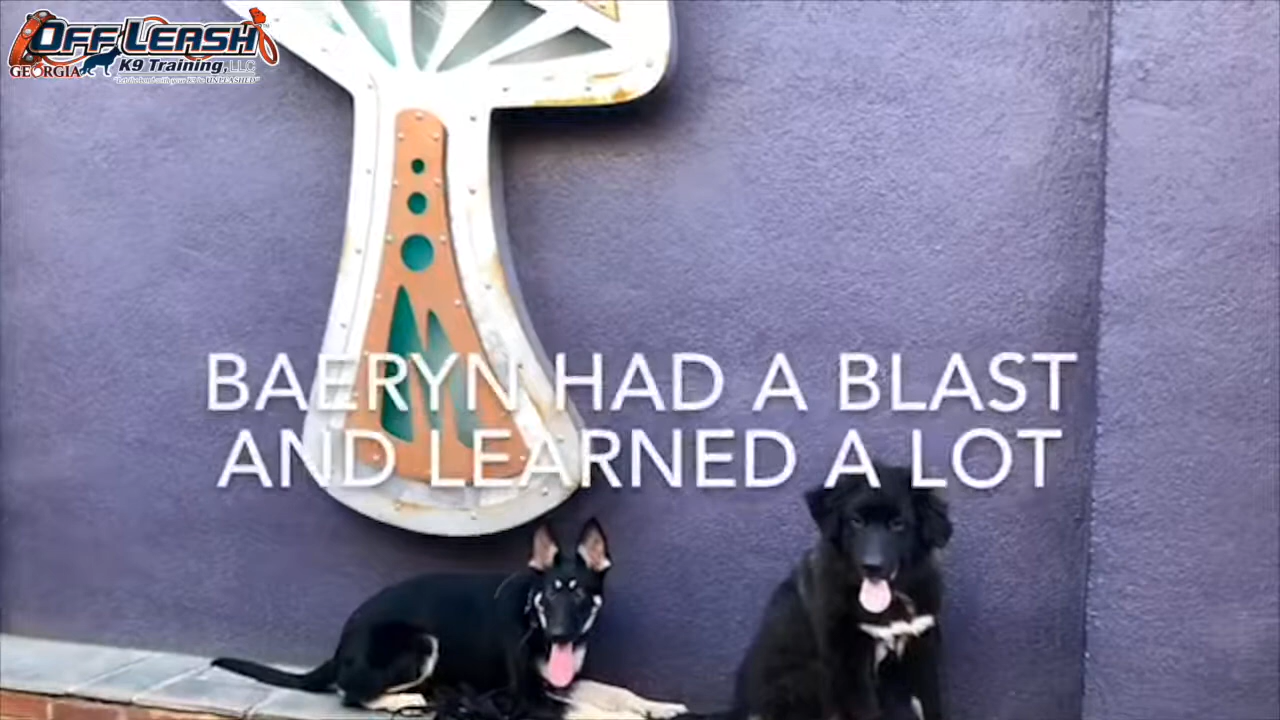 OFF LEASH
GEORGIA K9 Training, LLC
BAERYN HAD A BLAST
AND LEARNED A LOT